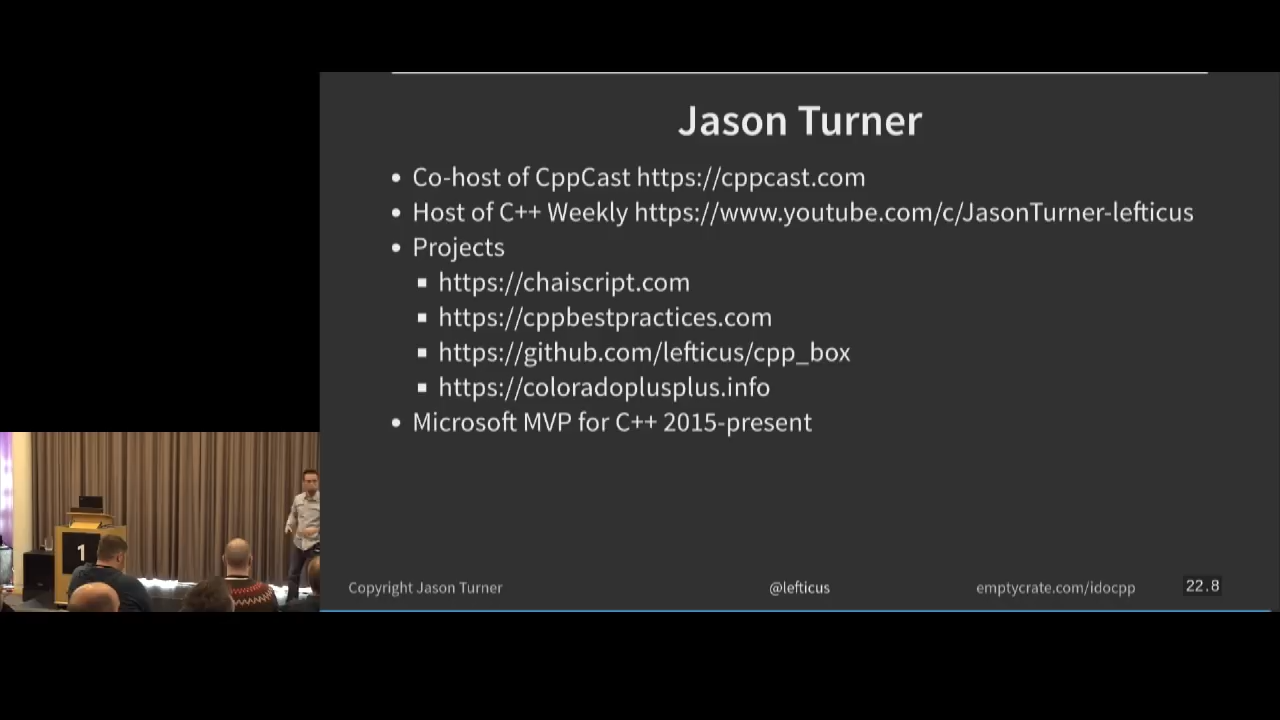 Jason Turner
Co-host of CppCast https://cppcast.com
Host of C++ Weekly https://www.youtube.com/c/JasonTurner-lefticus
Projects
https://chaiscript.com
https://cppbestpractices.com
https://github.com/lefticus/cpp_box
https://coloradoplusplus.info
Microsoft MVP for C++ 2015-present
1
Copyright Jason Turner
@lefticus
emptycrate.com/idocpp
22.8